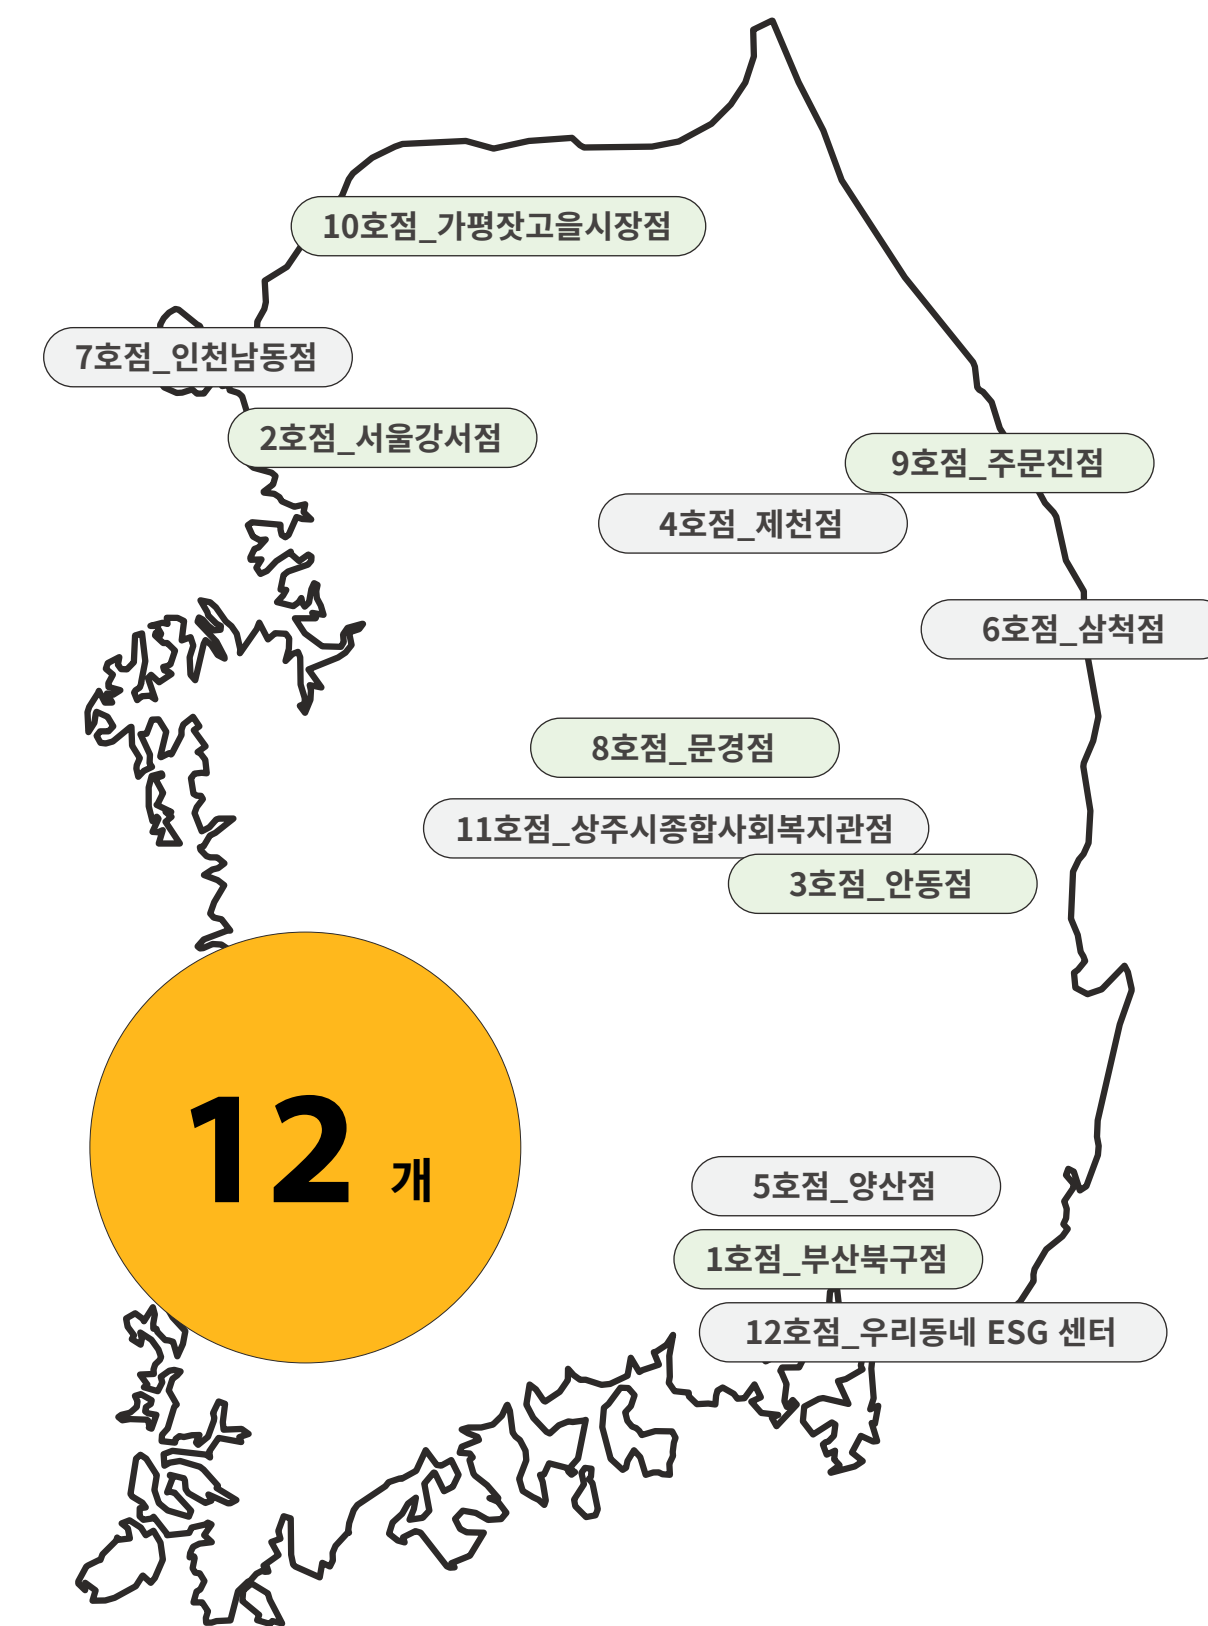 10호점_가평잣고을시장점
7호점_인천남동점
2호점_서울강서점
9호점_주문진점
4호점_제천점
6호점_삼척점
8호점_문경점
11호점_상주시종합사회복지관점
3호점_안동점
12 개
5호점_양산점
1호점_부산북구점
12호점_우리동네 ESG 센터